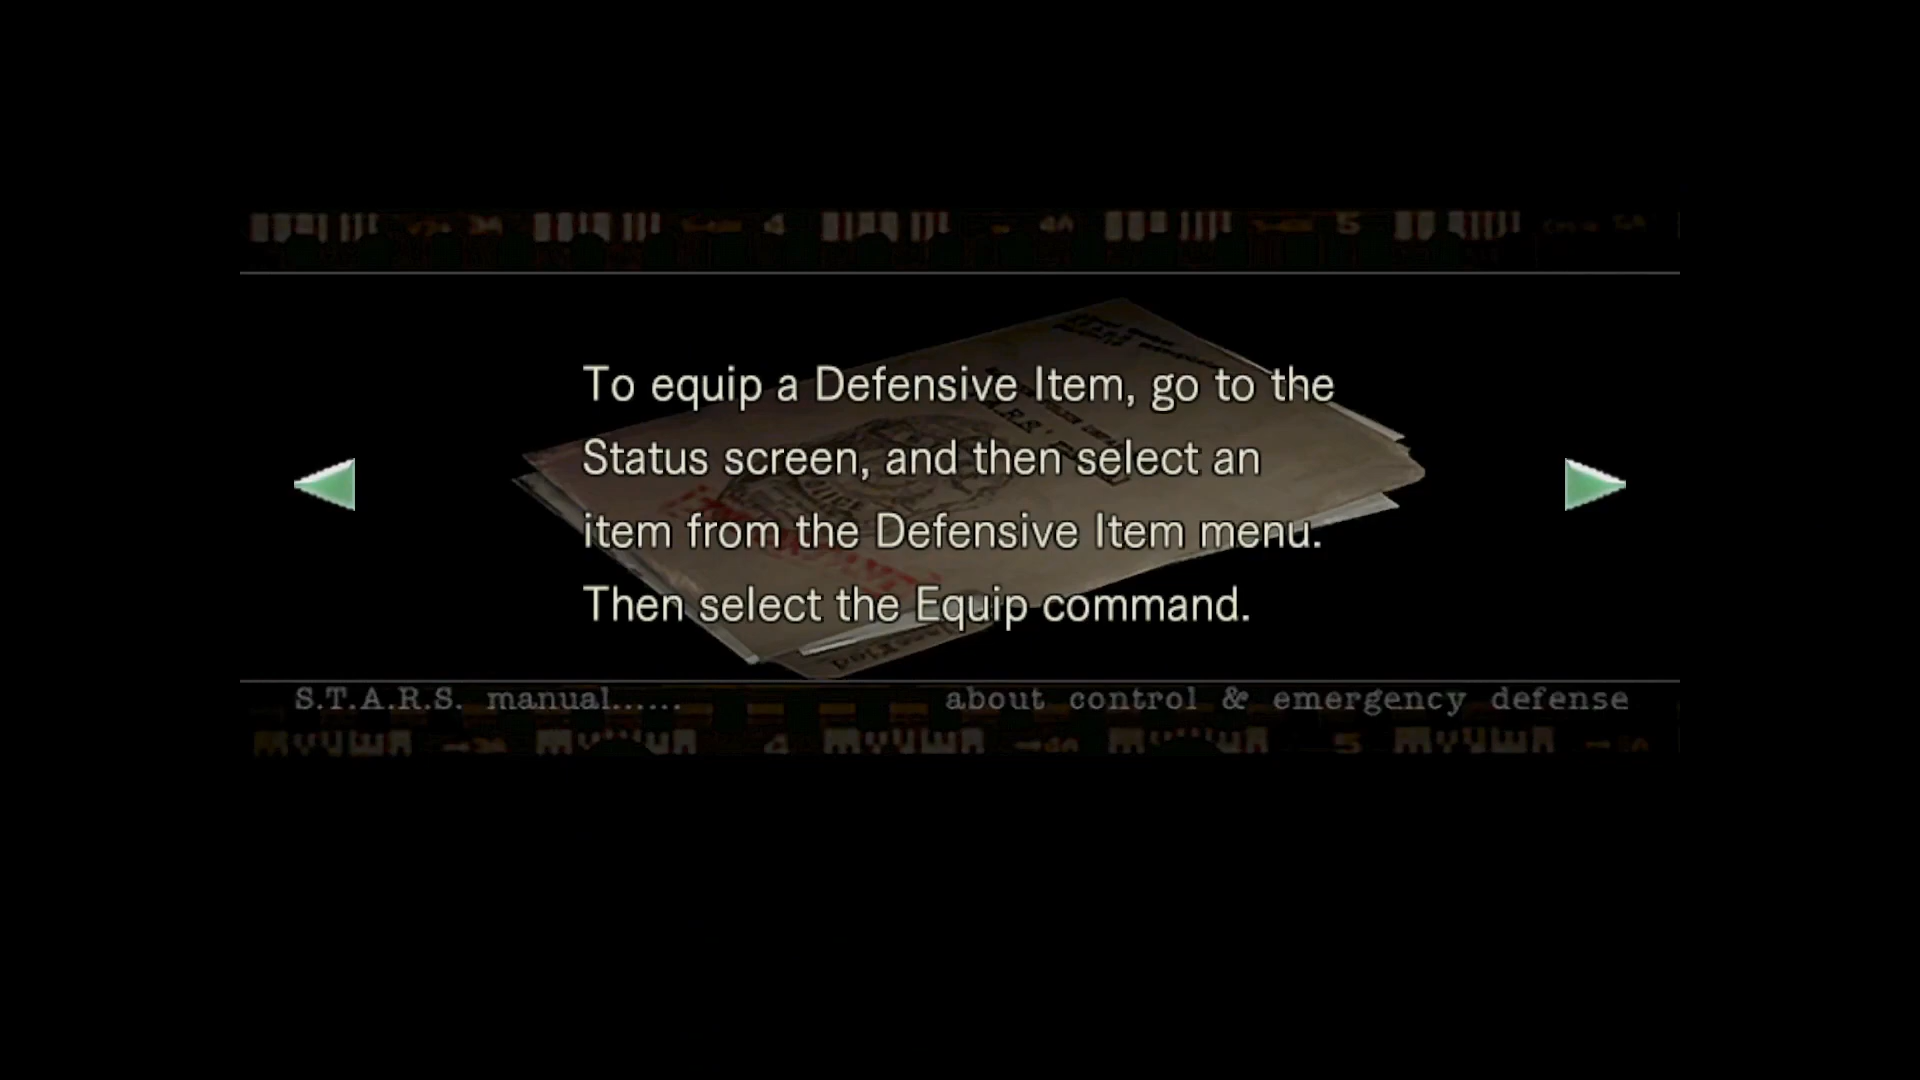 To equip a Defensive Item, go to the
Status screen, and then select an
item from the Defensive Item menu.
Then select the Equip command.
S.T.A.R.S. manual...... about control & emergency defense